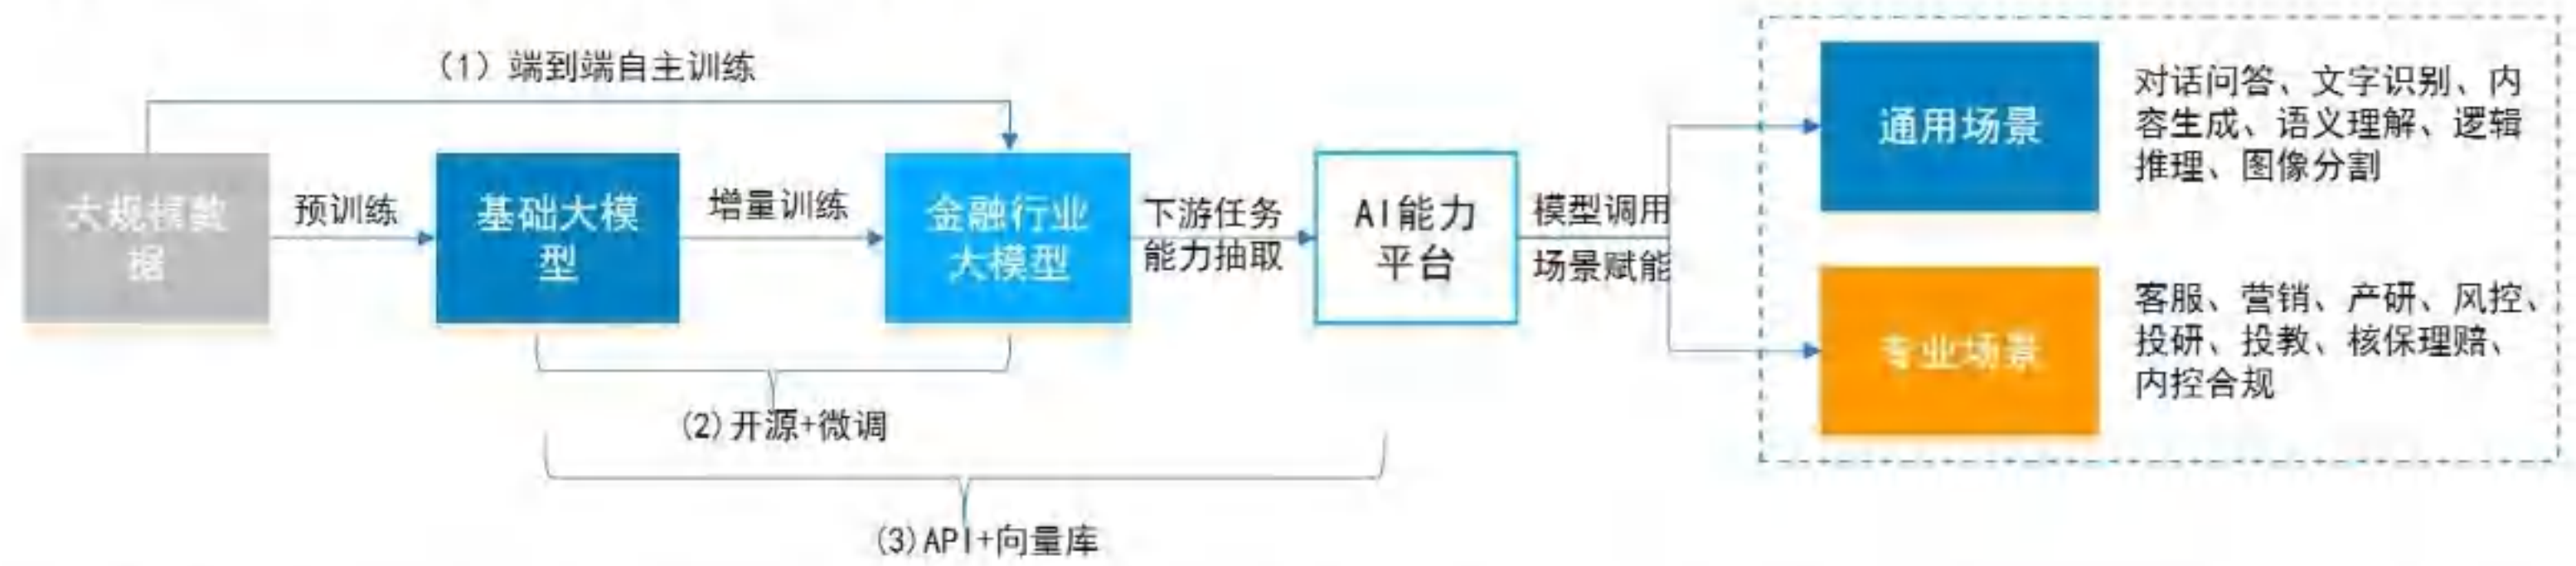 (1) 端到端自主训练
大规模数
据
预训练
基础大模
型
增量训练
金融行业
大模型
下游任务
能力抽取
AI能力
平台
模型调用
场景赋能
通用场景
对话问答、文字识别、内
容生成、语义理解、逻辑
推理、图像分割
专业场景
客服、营销、产研、风控、
投研、投教、核保理赔、
内控合规
(2)开源+微调
(3)API+向量库